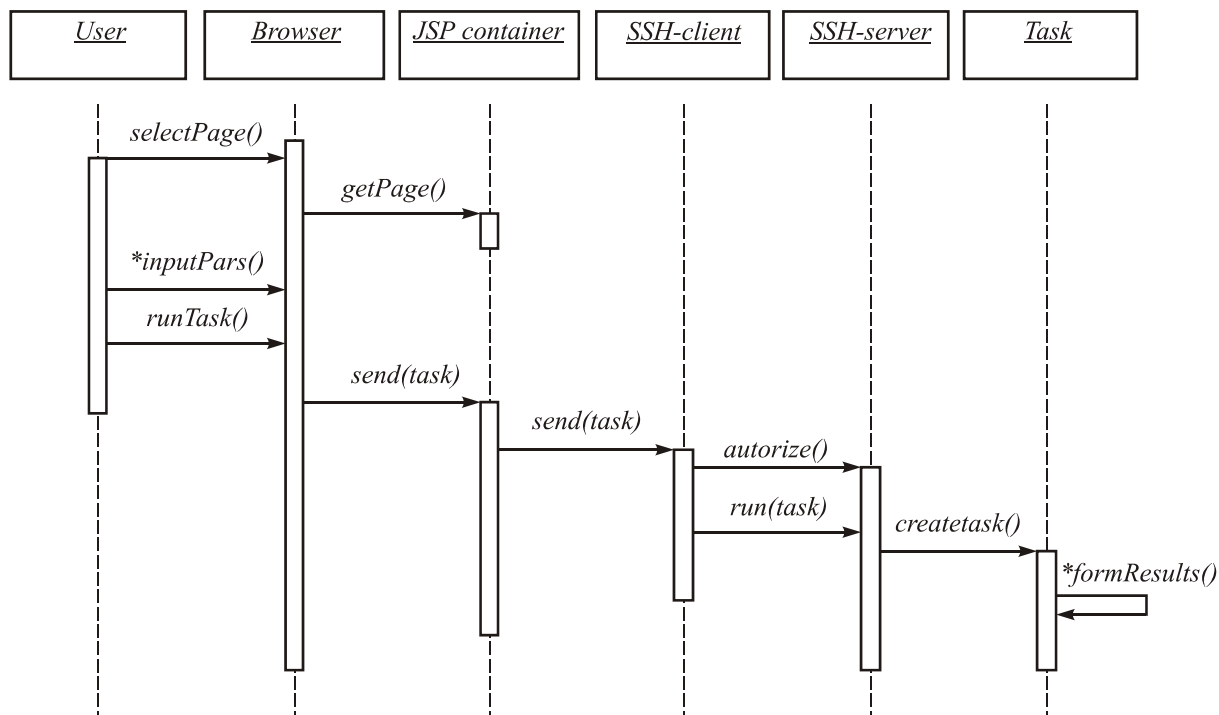 User
Browser
JSP container
SSH-client
SSH-server
Task
selectPage()
getPage()
*inputPars()
runTask()
send(task)
send(task)
autorize()
run(task)
createtask()
*formResults()